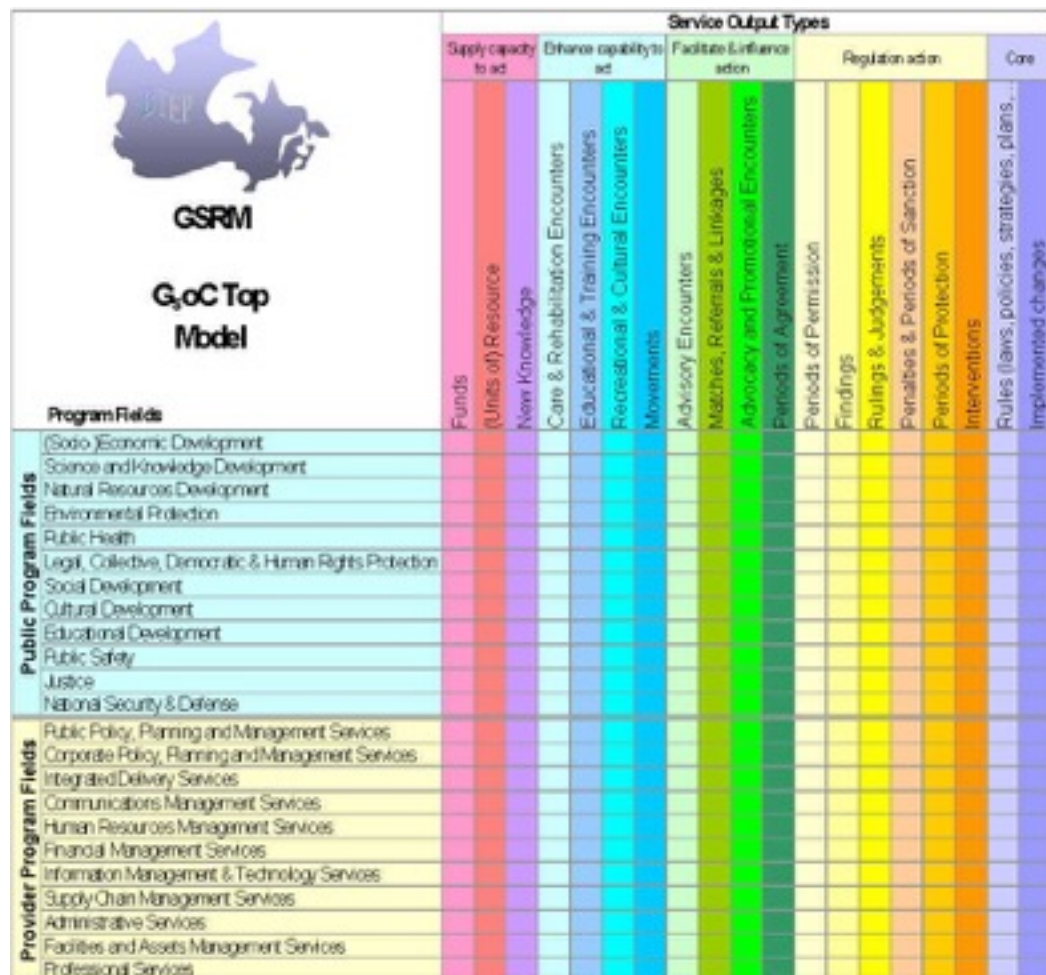 Service Output Types
Supply capacity
to act
Enhance capability to
act
Facilitate & influence
action
Regulation action
Core
GSRM
Model
Program Fields
Funds
(Units of) Resource
New Knowledge
Care & Rehabilitation Encounters
Educational & Training Encounters
Recreational & Cultural Encounters
Movements
Advisory Encounters
Matches, Referrals & Linkages
Advocacy and Promotional Encounters
Periods of Agreement
Periods of Permission
Findings
Rulings & Judgements
Penalties & Periods of Sanction
Periods of Protection
Interventions
Rules (laws, policies, strategies, plans, ...
Implemented changes
Public Program Fields
(Socio-)Economic Development
Science and Knowledge Development
Natural Resources Development
Environmental Protection
Public Health
Legal, Collective, Democratic & Human Rights Protection
Social Development
Cultural Development
Educational Development
Public Safety
Justice
National Security & Defense
Provider Program Fields
Public Policy, Planning and Management Services
Corporate Policy, Planning and Management Services
Integrated Delivery Services
Communications Management Services
Human Resources Management Services
Financial Management Services
Information Management & Technology Services
Supply Chain Management Services
Administrative Services
Facilities and Assets Management Services
Professional Services